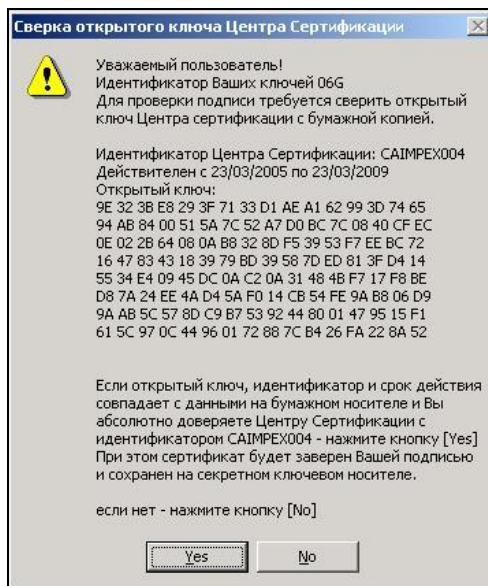 Сверка открытого ключа Центра Сертификации
Уважаемый пользователь!
Идентификатор Ваших ключей 06G
Для проверки подписи требуется сверить открытый
ключ Центра сертификации с бумажной копией.
Идентификатор Центра Сертификации: CAIMPEX004
Действителен с 23/03/2005 по 23/03/2009
Открытый ключ:
9E 32 3B E8 29 3F 71 33 D1 AE A1 62 99 3D 74 65
94 AB 84 00 51 5A 7C 52 A7 D0 BC 7C 08 40 CF EC
0E 02 2B 64 08 0A B8 32 8D F5 39 53 F7 EE BC 72
16 47 83 43 18 39 79 BD 39 58 7D ED 81 3F D4 14
55 34 E4 09 45 DC 0A C2 0A 31 48 4B F7 17 F8 BE
D8 7A 24 EE 4A D4 5A F0 14 CB 54 FE 9A B8 06 D9
9A AB 5C 57 8D C9 B7 53 92 44 80 01 47 95 15 F1
61 5C 97 0C 44 96 01 72 88 7C B4 26 FA 22 8A 52
Если открытый ключ, идентификатор и срок действия
совпадает с данными на бумажном носителе и Вы
абсолютно доверяете Центру Сертификации с
идентификатором CAIMPEX004 - нажмите кнопку [Yes]
При этом сертификат будет заверен Вашей подписью
и сохранен на секретном ключевом носителе.
если нет - нажмите кнопку [No]
Yes No